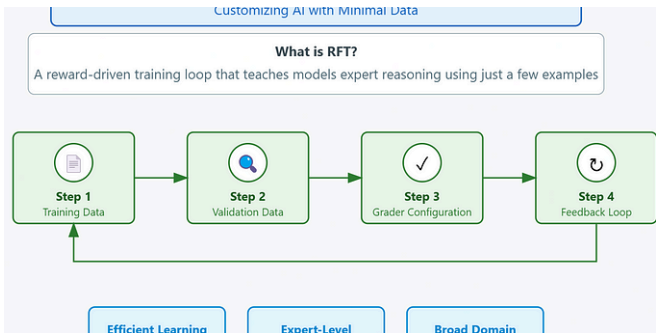 Customizing AI with Minimal Data
What is RFT?
A reward-driven training loop that teaches models expert reasoning using just a few examples
Step 1
Training Data
Step 2
Validation Data
Step 3
Grader Configuration
Step 4
Feedback Loop
Efficient Learning
Expert-Level
Broad Domain